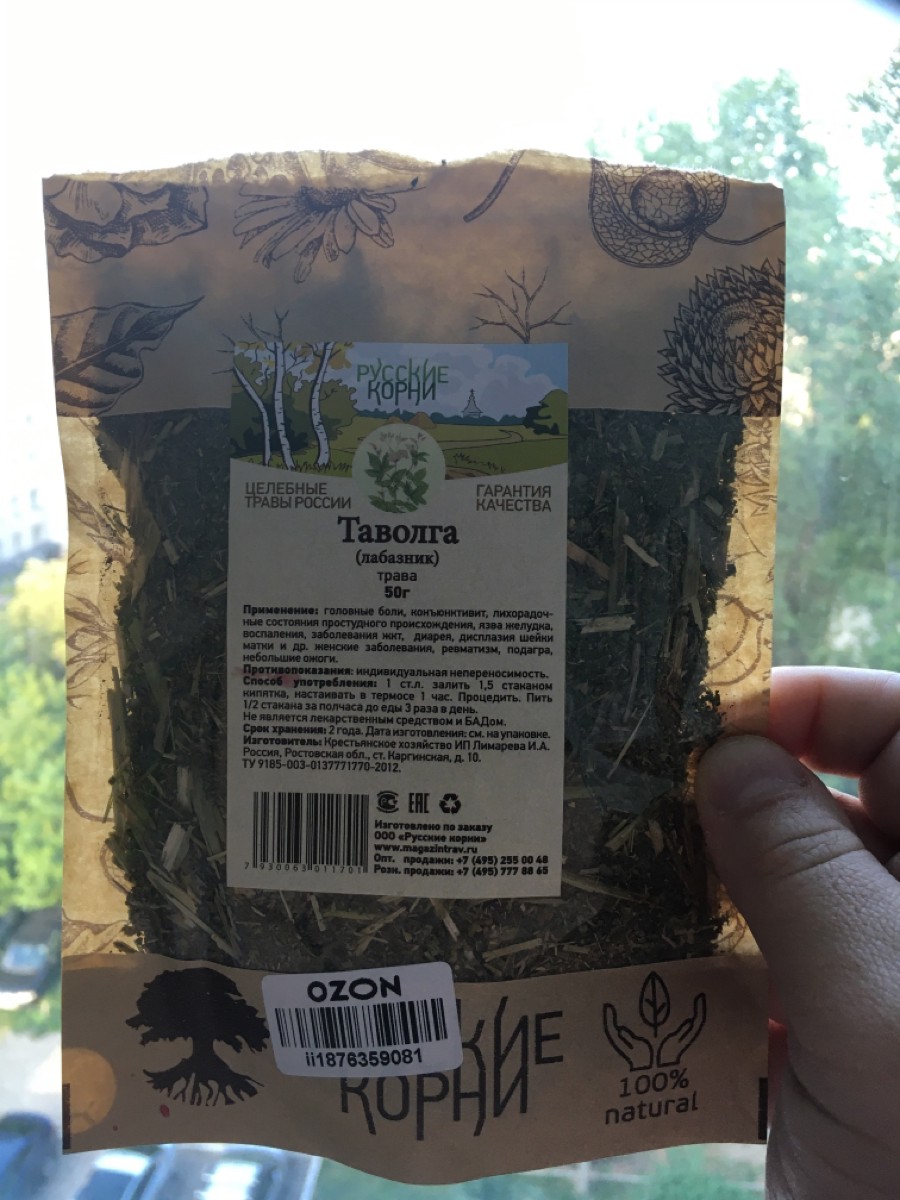 РУССКИЕ
КОРНИ
ЦЕЛЕБНЫЕ
ТРАВЫ РОССИИ
ГАРАНТИЯ
КАЧЕСТВА
Таволга
(лабазник)
трава
50г
Применение: головные боли, конъюнктивит, лихорадоч-
ные состояния простудного происхождения, язва желудка,
воспаления, заболевания жкт, диарея, дисплазия шейки
матки и др. женские заболевания, ревматизм, подагра,
небольшие ожоги.
Противопоказания: индивидуальная непереносимость.
Способ употребления: 1 ст.л. залить 1,5 стаканом
кипятка, настаивать в термосе 1 час. Процедить. Пить
1/2 стакана за полчаса до еды 3 раза в день.
Не является лекарственным средством и БАДом.
Срок хранения: 2 года. Дата изготовления: см. на упаковке.
Изготовитель: Крестьянское хозяйство ИП Лимарева И.А.
Россия, Ростовская обл., ст. Каргинская, д. 10.
ТУ 9185-003-0137771770-2012.
EAC
Изготовлено по заказу
ООО «Русские корни»
www.magazintrav.ru
Опт. продажи: +7 (495) 255 00 48
Розн. продажи: +7 (495) 777 88 65
7 930063 011701
OZON
ii1876359081
КИЕ
КОРНИ
100%
natural